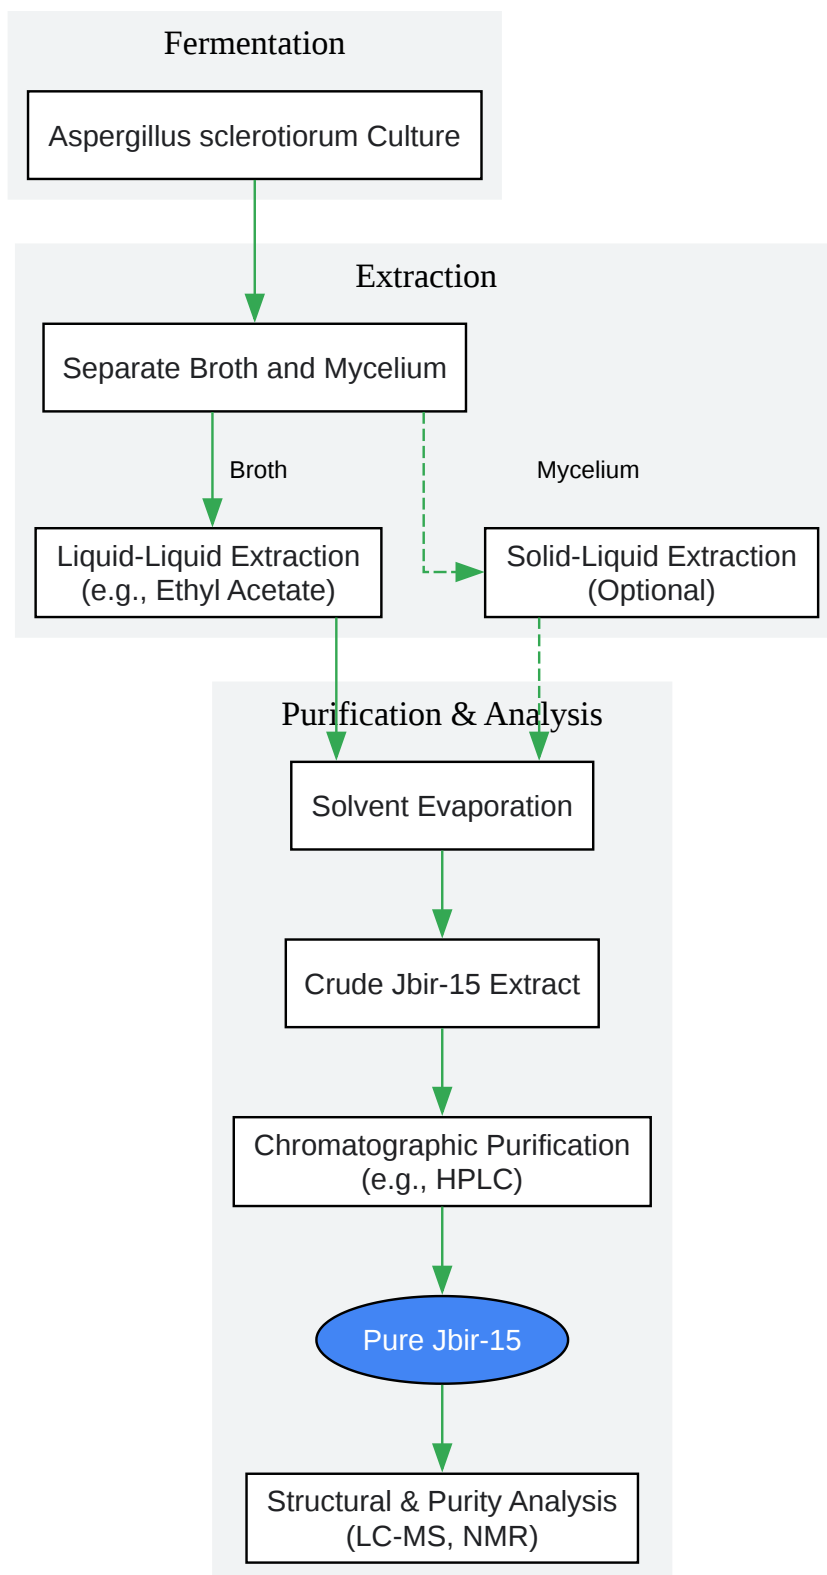 Fermentation
Aspergillus sclerotiorum Culture
Extraction
Separate Broth and Mycelium
Broth
Mycelium
Liquid-Liquid Extraction
(e.g., Ethyl Acetate)
Solid-Liquid Extraction
(Optional)
Purification & Analysis
Solvent Evaporation
Crude Jbir-15 Extract
Chromatographic Purification
(e.g., HPLC)
Pure Jbir-15
Structural & Purity Analysis
(LC-MS, NMR)